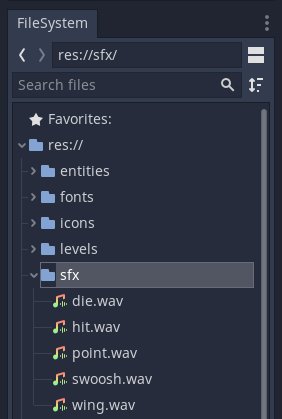 FileSystem
res://sfx/
Search files
Favorites:
res://
entities
fonts
icons
levels
sfx
die.wav
hit.wav
point.wav
swoosh.wav
wing.wav